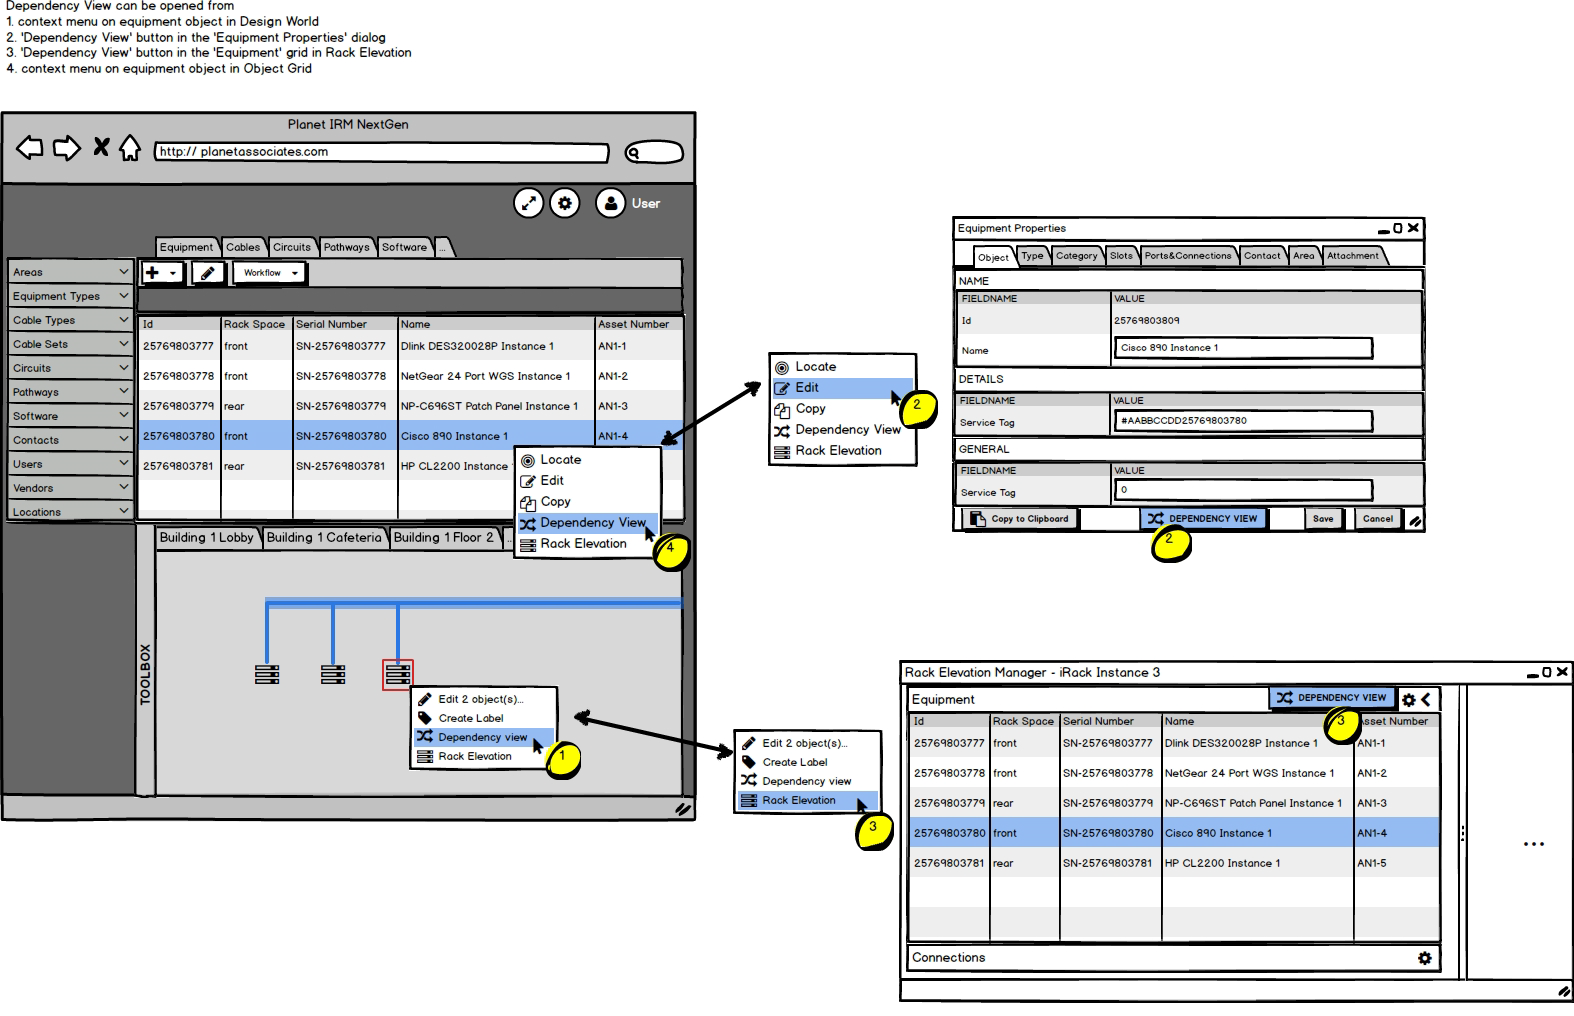 Dependency View can be opened from
1. context menu on equipment object in Design World
2. 'Dependency View' button in the 'Equipment Properties' dialog
3. 'Dependency View' button in the 'Equipment' grid in Rack Elevation
4. context menu on equipment object in Object Grid
Planet IRM NextGen
http:// planetassociates.com
User
Equipment Cables Circuits Pathways Software ...
Workflow
Areas
Equipment Types
Cable Types
Cable Sets
Circuits
Pathways
Software
Contacts
Users
Vendors
Locations
Id Rack Space Serial Number Name Asset Number
25769803777 front SN-25769803777 Dlink DES320028P Instance 1 AN1-1
25769803778 front SN-25769803778 NetGear 24 Port WGS Instance 1 AN1-2
25769803779 rear SN-25769803779 NP-C696ST Patch Panel Instance 1 AN1-3
25769803780 front SN-25769803780 Cisco 890 Instance 1 AN1-4
25769803781 rear SN-25769803781 HP CL2200 Instance
Locate
Edit
Copy
Dependency View
Rack Elevation
4
Building 1 Lobby Building 1 Cafeteria Building 1 Floor 2 ...
TOOLBOX
Edit 2 object(s)...
Create Label
Dependency view
Rack Elevation
1
Locate
Edit
Copy
Dependency View
Rack Elevation
2
Equipment Properties
Object Type Category Slots Ports&Connections Contact Area Attachment
NAME
FIELDNAME VALUE
Id 25769803809
Name Cisco 890 Instance 1
DETAILS
FIELDNAME VALUE
Service Tag #AABBCCDD25769803780
GENERAL
FIELDNAME VALUE
Service Tag 0
Copy to Clipboard DEPENDENCY VIEW Save Cancel
2
Edit 2 object(s)...
Create Label
Dependency view
Rack Elevation
3
Rack Elevation Manager - iRack Instance 3
Equipment DEPENDENCY VIEW
3
Id Rack Space Serial Number Name Asset Number
25769803777 front SN-25769803777 Dlink DES320028P Instance 1 AN1-1
25769803778 front SN-25769803778 NetGear 24 Port WGS Instance 1 AN1-2
25769803779 rear SN-25769803779 NP-C696ST Patch Panel Instance 1 AN1-3
25769803780 front SN-25769803780 Cisco 890 Instance 1 AN1-4
25769803781 rear SN-25769803781 HP CL2200 Instance 1 AN1-5
Connections
...